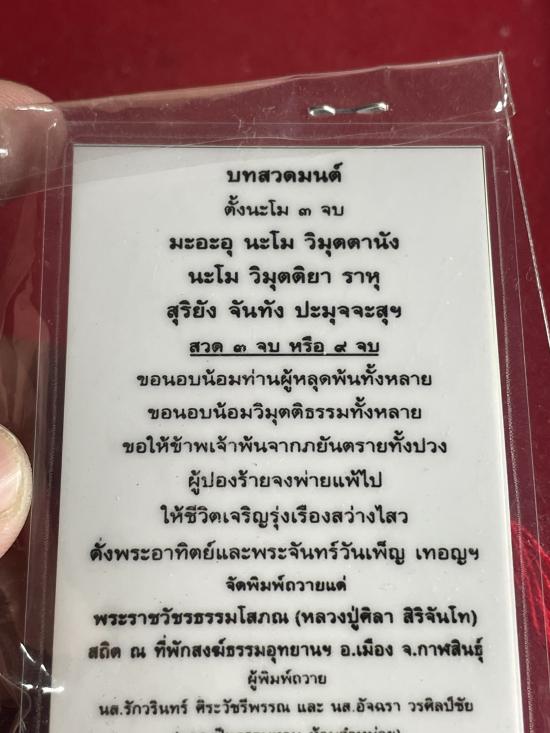 บทสวดมนต์
ตั้งนะโม ๓ จบ
มะอะอุ นะโม วิมุตตานัง
นะโม วิมุตติยา ราหุ
สุริยัง จันทัง ปะมุจจะสุฯ
สวด ๓ จบ หรือ ๙ จบ
ขอนอบน้อมท่านผู้หลุดพ้นทั้งหลาย
ขอนอบน้อมวิมุตติธรรมทั้งหลาย
ขอให้ข้าพเจ้าพ้นจากภยันตรายทั้งปวง
ผู้ปองร้ายจงพ่ายแพ้ไป
ให้ชีวิตเจริญรุ่งเรืองสว่างไสว
ดั่งพระอาทิตย์และพระจันทร์วันเพ็ญ เทอญฯ
จัดพิมพ์ถวายแด่
พระราชวัชรธรรมโสภณ (หลวงปู่ศิลา สิริจันโท)
สถิต ณ ที่พักสงฆ์ธรรมอุทยานฯ อ.เมือง จ.กาฬสินธุ์
ผู้พิมพ์ถวาย
นส.รักวรินทร์ ศิระวัชรีพรรณ และ นส.อัจฉรา วรศิลป์ชัย